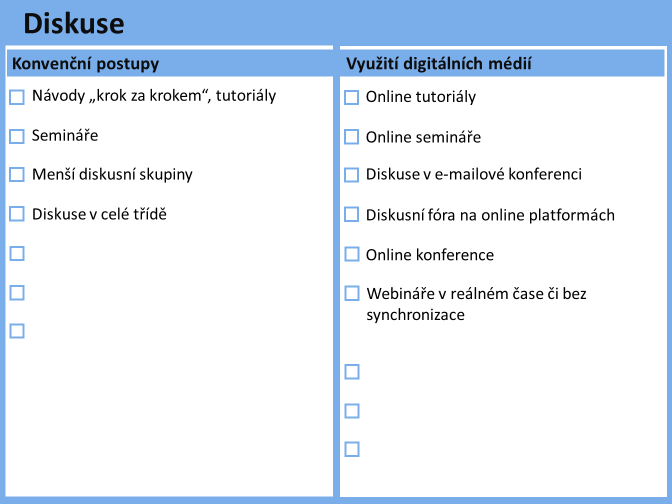 Diskuse
Konvenční postupy
Návody „krok za krokem“, tutoriály
Semináře
Menší diskusní skupiny
Diskuse v celé třídě
Využití digitálních médií
Online tutoriály
Online semináře
Diskuse v e-mailové konferenci
Diskusní fóra na online platformách
Online konference
Webináře v reálném čase či bez
synchronizace